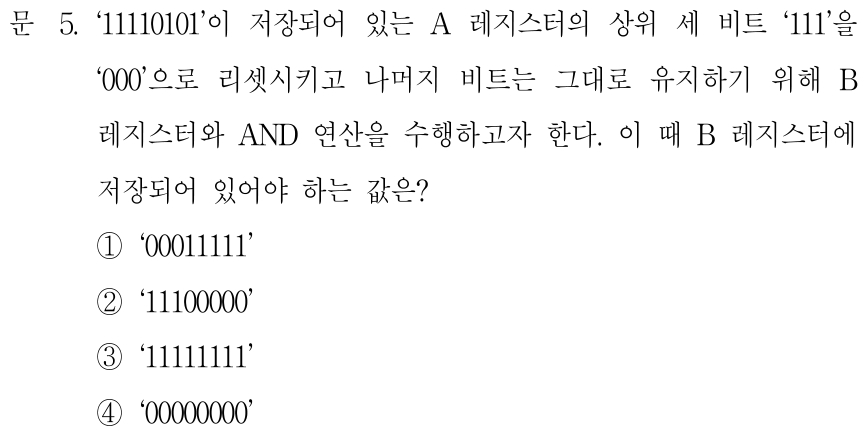 문 5. ‘11110101’이 저장되어 있는 A 레지스터의 상위 세 비트 ‘111’을
‘000’으로 리셋시키고 나머지 비트는 그대로 유지하기 위해 B
레지스터와 AND 연산을 수행하고자 한다. 이 때 B 레지스터에
저장되어 있어야 하는 값은?
① ‘00011111’
② ‘11100000’
③ ‘11111111’
④ ‘00000000’